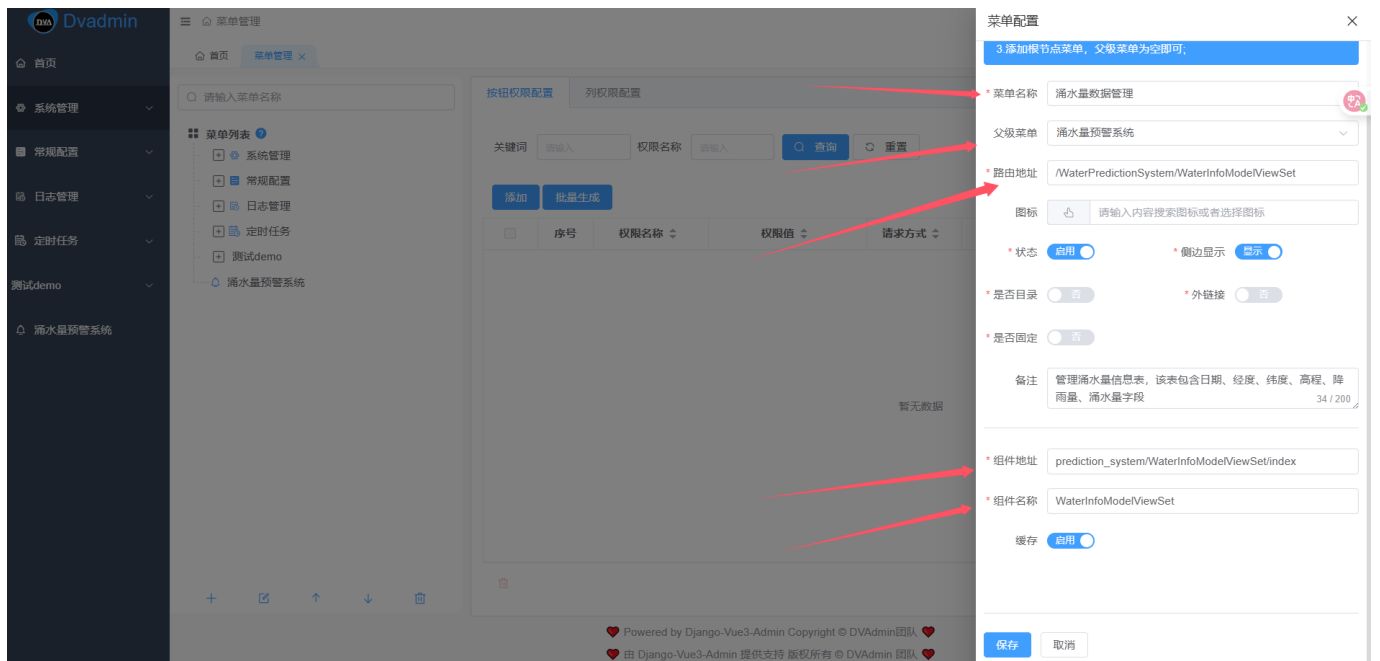 DVA Dvadmin
首页
系统管理
常规配置
日志管理
定时任务
测试demo
涌水量预警系统
菜单管理
首页
菜单管理 ×
请输入菜单名称
菜单列表 ?
系统管理
常规配置
日志管理
定时任务
测试demo
涌水量预警系统
按钮权限配置
列权限配置
关键词 请输入 权限名称 请输入 查询 重置
添加 批量生成
序号 权限名称 权限值 请求方式
暂无数据
Powered by Django-Vue3-Admin Copyright © DVAdmin团队
由 Django-Vue3-Admin 提供支持 版权所有 © DVAdmin 团队
菜单配置
3.添加根节点菜单，父级菜单为空即可;
* 菜单名称 涌水量数据管理
父级菜单 涌水量预警系统
* 路由地址 /WaterPredictionSystem/WaterInfoModelViewSet
图标 请输入内容搜索图标或者选择图标
* 状态 启用 * 侧边显示 显示
* 是否目录 否 * 外链接 否
* 是否固定 否
备注 管理涌水量信息表，该表包含日期、经度、纬度、高程、降
雨量、涌水量字段
34 / 200
* 组件地址 prediction_system/WaterInfoModelViewSet/index
* 组件名称 WaterInfoModelViewSet
缓存 启用
保存 取消